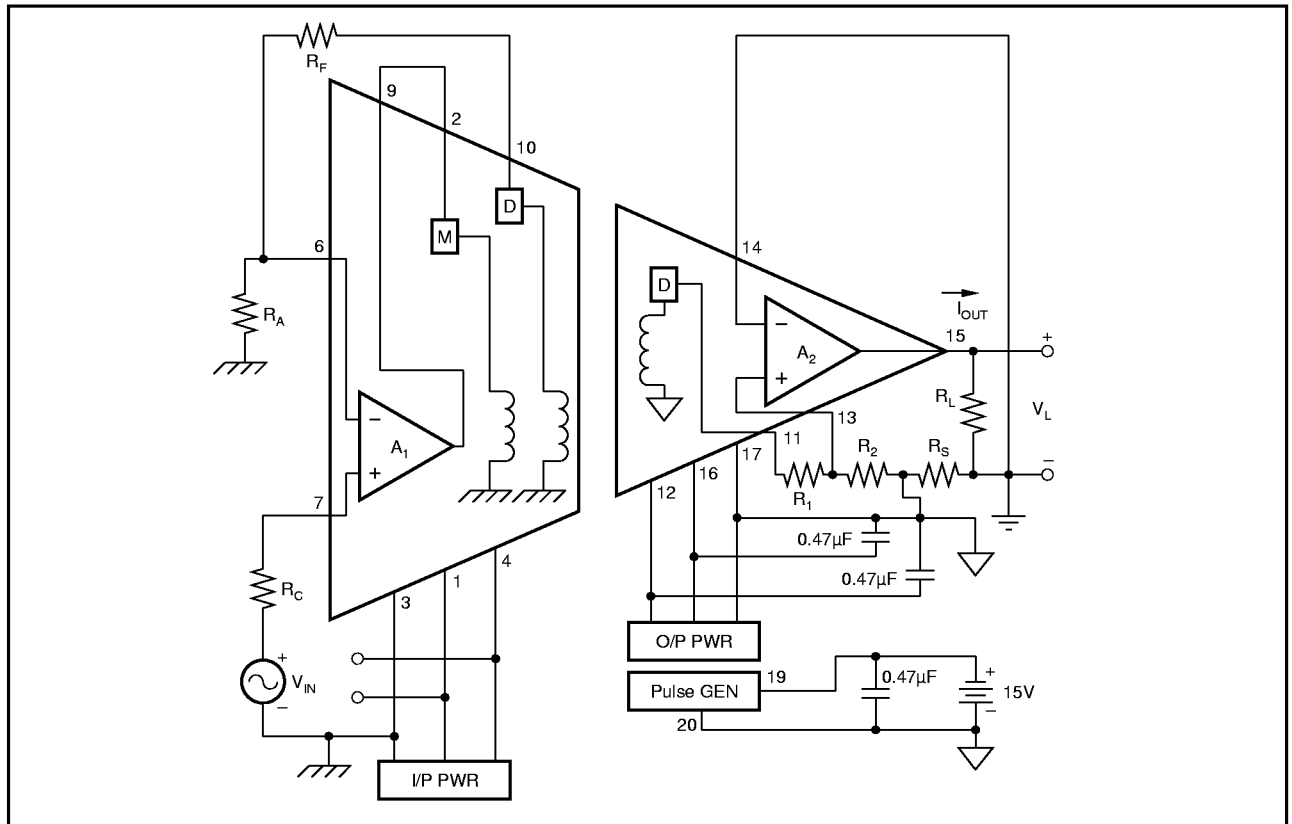 R_F
9
2
10
D
M
6
R_A
A_1
−
+
7
R_C
4
1
3
+
V_IN
−
I/P PWR
14
D
I_OUT
15
−
A_2
+
+
R_L
V_L
13
11
17
R_2
R_S
−
16
12
R_1
0.47µF
0.47µF
O/P PWR
19
Pulse GEN
0.47µF
+
15V
−
20